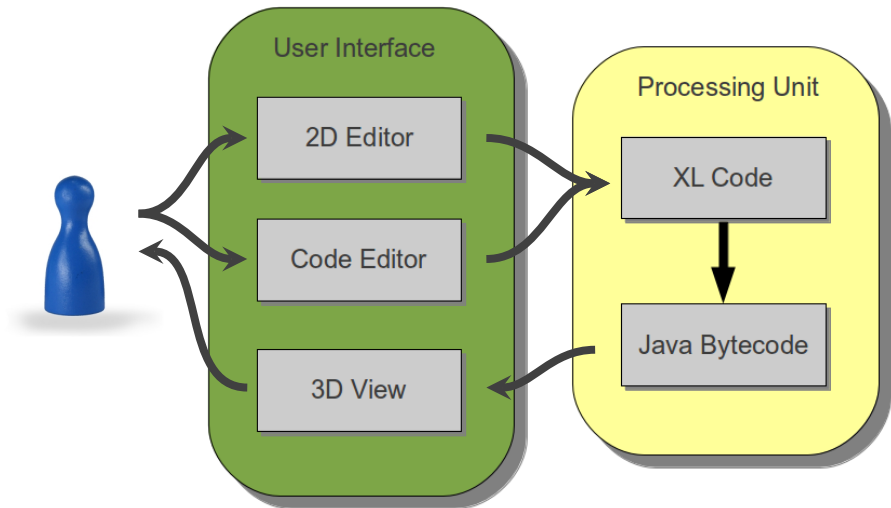 User Interface
2D Editor
Code Editor
3D View
Processing Unit
XL Code
Java Bytecode